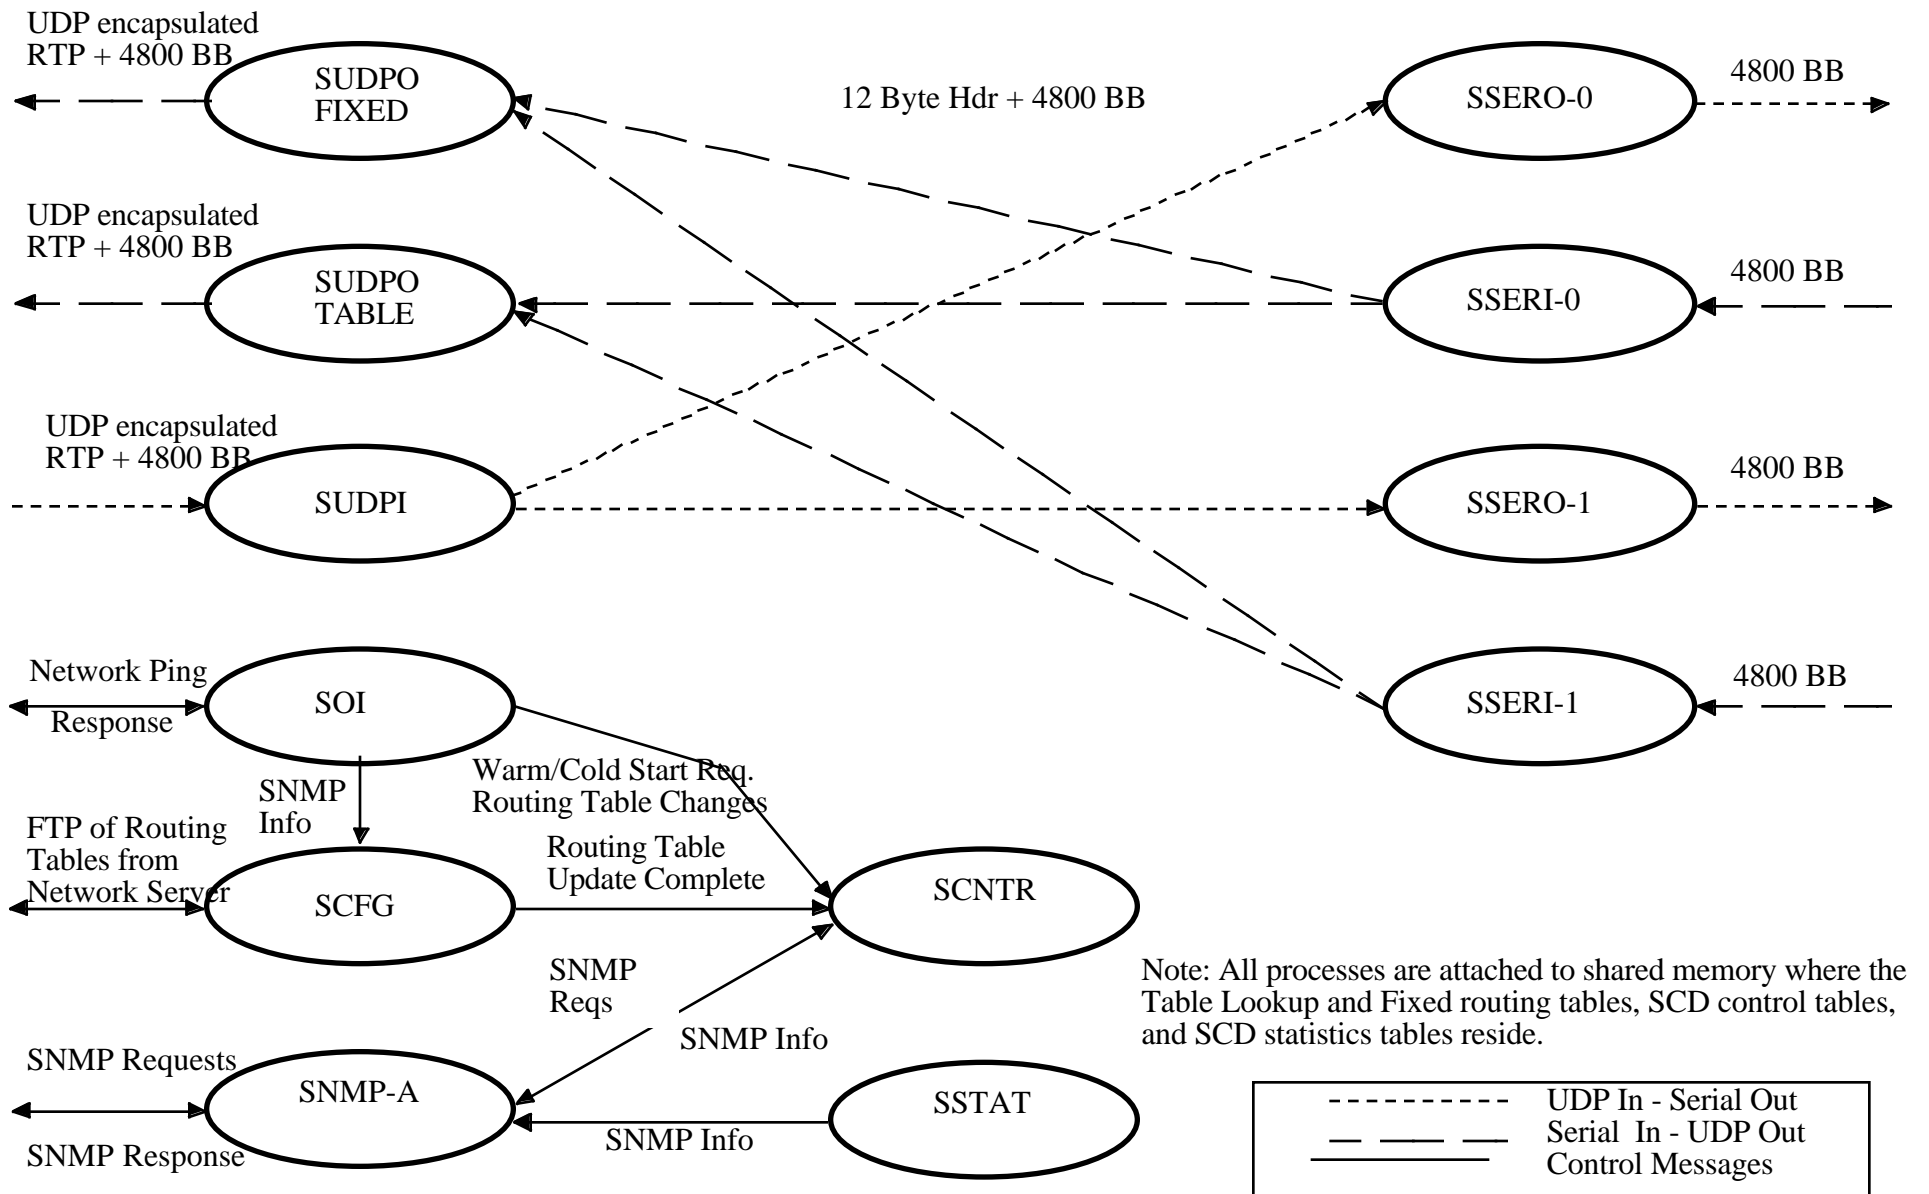 UDP encapsulated
RTP + 4800 BB
SUDPO
FIXED
12 Byte Hdr + 4800 BB
SSERO-0
4800 BB
UDP encapsulated
RTP + 4800 BB
SUDPO
TABLE
SSERI-0
4800 BB
UDP encapsulated
RTP + 4800 BB
SUDPI
SSERO-1
4800 BB
Network Ping
Response
SOI
SSERI-1
4800 BB
SNMP
Info
Warm/Cold Start Req.
Routing Table Changes
FTP of Routing
Tables from
Network Server
SCFG
Routing Table
Update Complete
SCNTR
SNMP
Reqs
SNMP Info
Note: All processes are attached to shared memory where the
Table Lookup and Fixed routing tables, SCD control tables,
and SCD statistics tables reside.
SNMP Requests
SNMP Response
SNMP-A
SNMP Info
SSTAT
UDP In - Serial Out
Serial  In - UDP Out
Control Messages